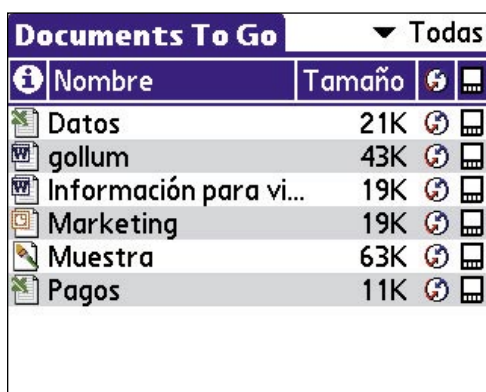 Documents To Go Todas
Nombre Tamaño
Datos 21K
gollum 43K
Información para vi... 19K
Marketing 19K
Muestra 63K
Pagos 11K